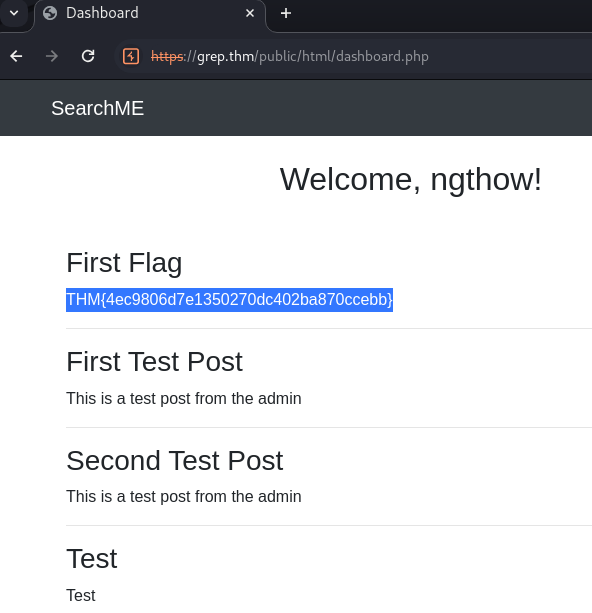 Dashboard
https://grep.thm/public/html/dashboard.php
SearchME
Welcome, ngthow!
First Flag
THM{4ec9806d7e1350270dc402ba870ccebb}
First Test Post
This is a test post from the admin
Second Test Post
This is a test post from the admin
Test
Test